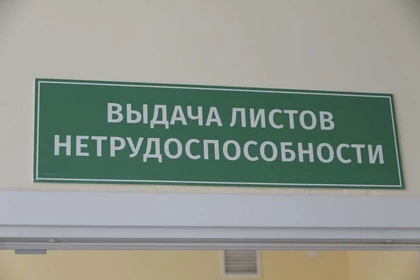 ВЫДАЧА ЛИСТОВ
НЕТРУДОСПОСОБНОСТИ